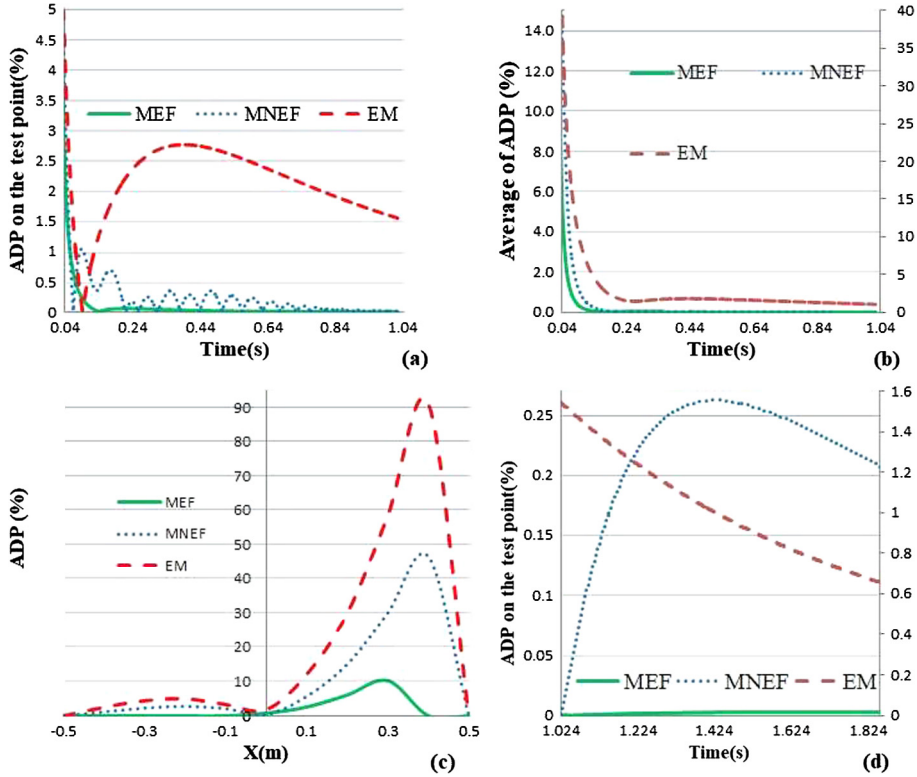 5
4.5
4
3.5
3
2.5
2
1.5
1
0.5
0
ADP on the test point(%)
MEF MNEF EM
0.04 0.24 0.44 0.64 0.84 1.04
Time(s)
(a)
14.0
12.0
10.0
8.0
6.0
4.0
2.0
0.0
Average of ADP (%)
MEF MNEF
EM
40
35
30
25
20
15
10
5
0
0.04 0.24 0.44 0.64 0.84 1.04
Time(s)
(b)
90
80
70
60
50
40
30
20
10
0
ADP (%)
MEF
MNEF
EM
-0.5 -0.3 -0.1 0.1 0.3 0.5
X(m)
(c)
0.25
0.2
0.15
0.1
0.05
0
ADP on the test point(%)
1.6
1.4
1.2
1
0.8
0.6
0.4
0.2
0
MEF MNEF EM
1.024 1.224 1.424 1.624 1.824
Time(s)
(d)